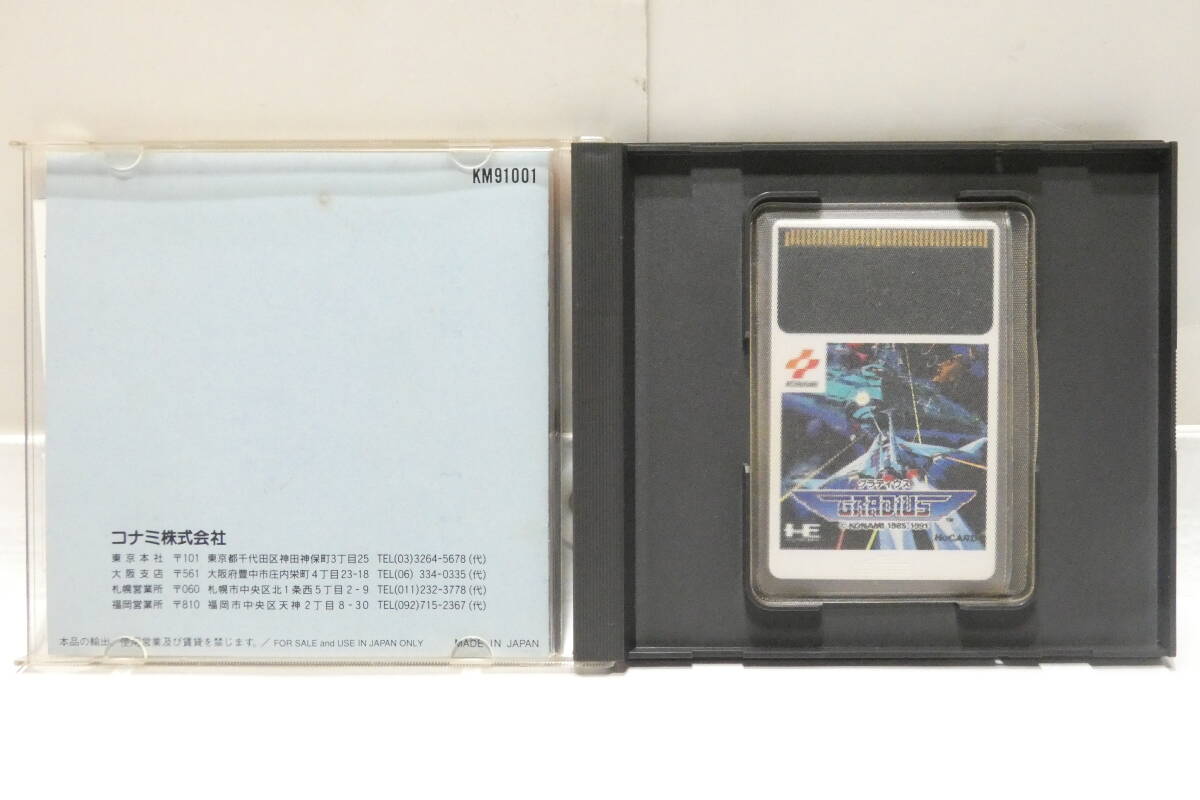 KM91001
コナミ株式会社
東京本社 〒101 東京都千代田区神田神保町3丁目25 TEL(03)3264-5678(代)
大阪支店 〒561 大阪府豊中市庄内栄町4丁目23-18 TEL(06) 334-0335(代)
札幌営業所 〒060 札幌市中央区北1条西5丁目2-9 TEL(011)232-3778(代)
福岡営業所 〒810 福岡市中央区天神2丁目8-30 TEL(092)715-2367(代)
本品の輸出、使用営業及び賃貸を禁じます。/ FOR SALE and USE IN JAPAN ONLY MADE IN JAPAN
KONAMI
グラディウス
GRADIUS
© KONAMI 1985 1991
HE HuCARD